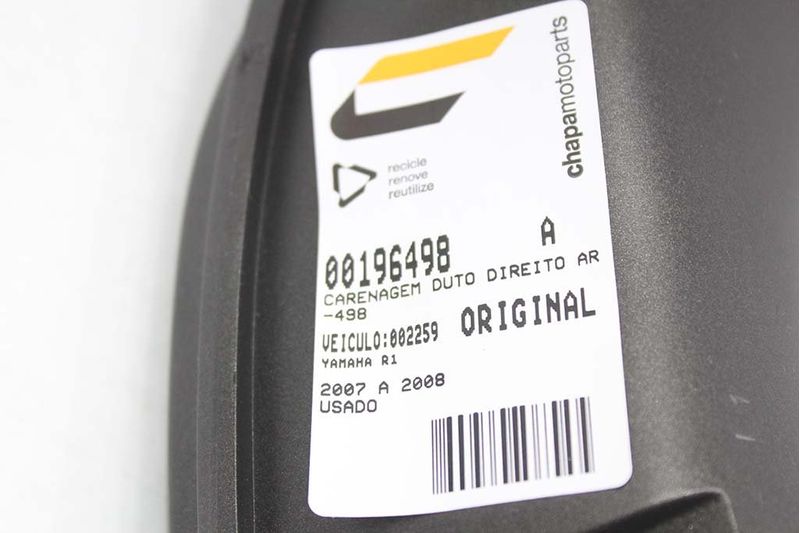 chapamotoparts
recicle
renove
reutilize
00196498 A
CARENAGEM DUTO DIREITO AR
-498
VEICULO:002259 ORIGINAL
YAMAHA R1
2007 A 2008
USADO